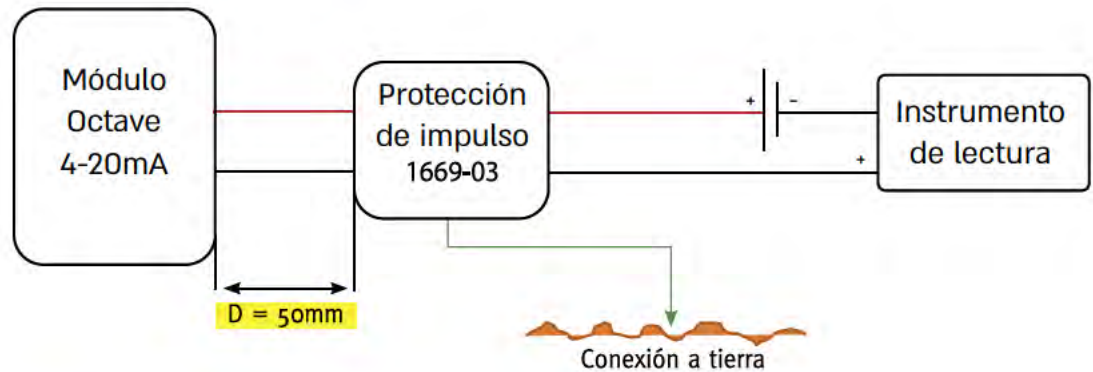 Módulo
Octave
4-20mA
Protección
de impulso
1669-03
+
-
+
Instrumento
de lectura
D = 50mm
Conexión a tierra